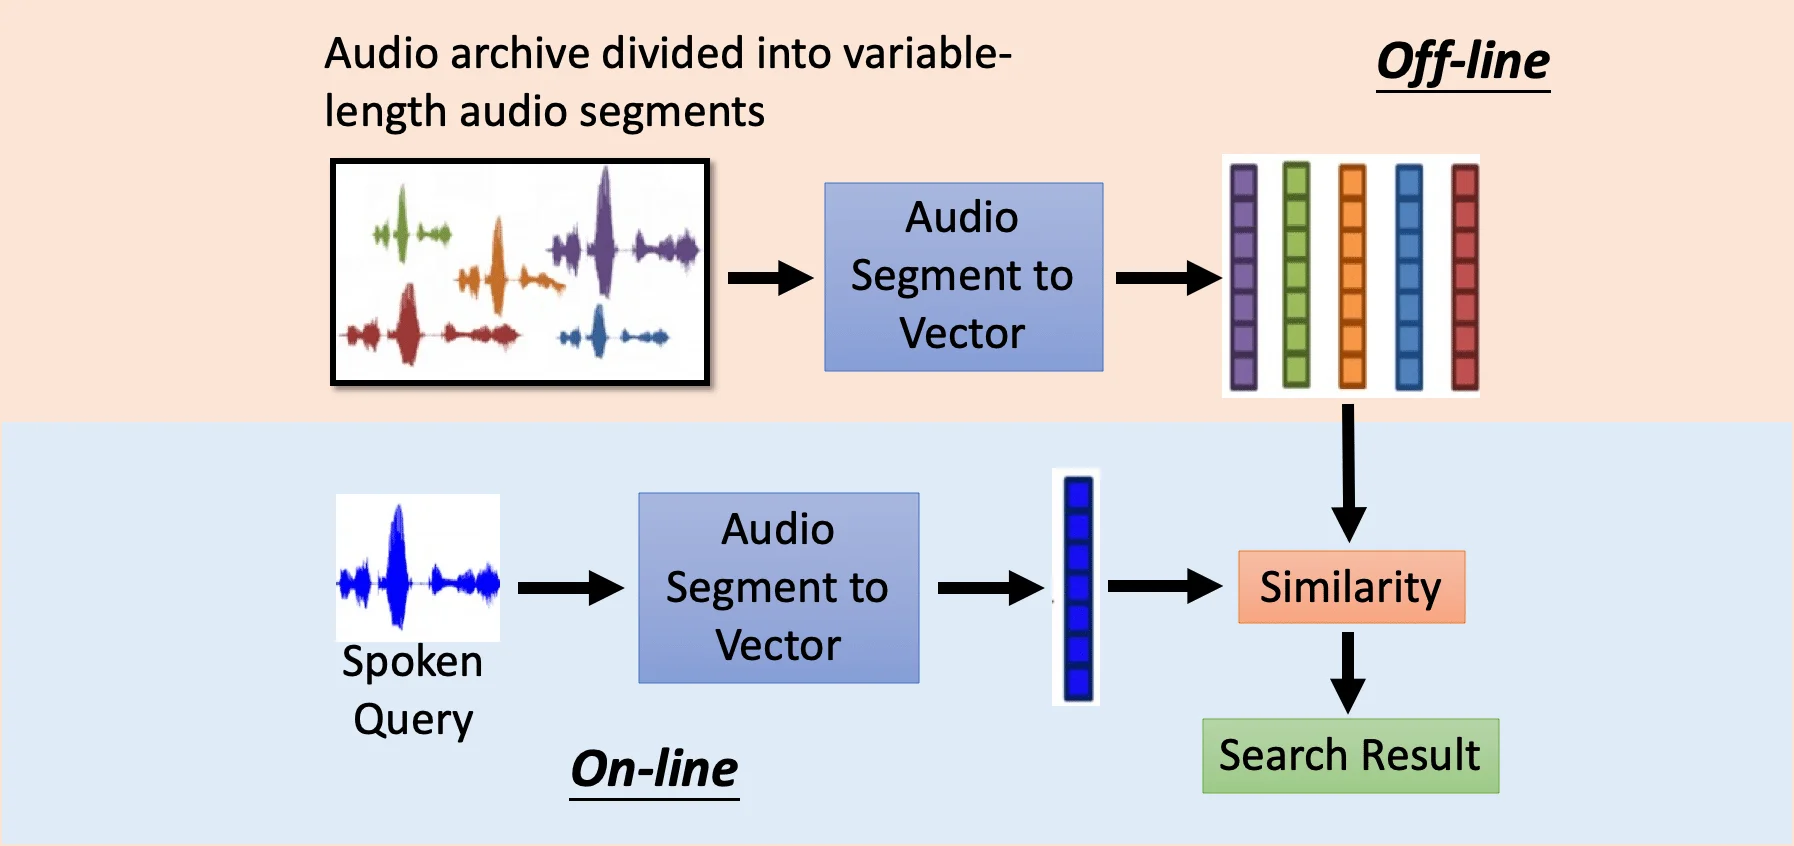 Audio archive divided into variable-
length audio segments
Off-line
Audio
Segment to
Vector
Audio
Segment to
Vector
Similarity
Spoken
Query
Search Result
On-line